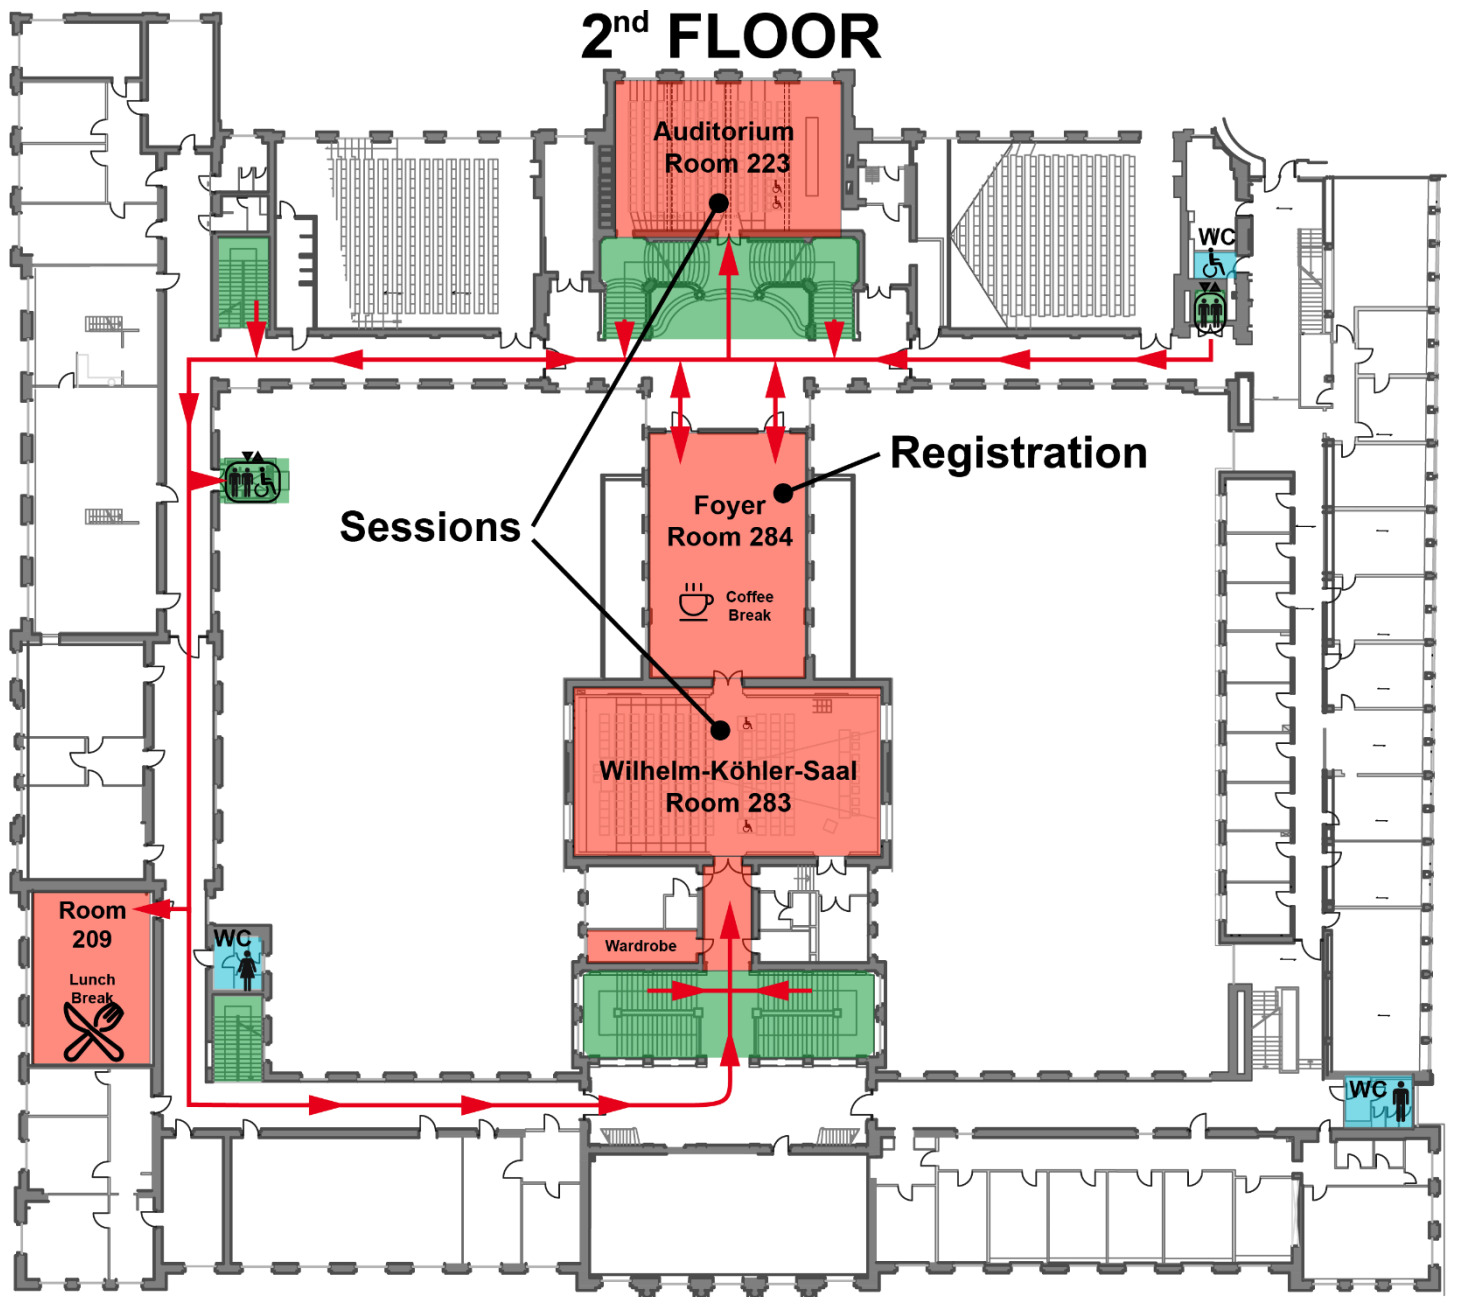 2nd FLOOR
Auditorium
Room 223
WC
Registration
Sessions
Foyer
Room 284
Coffee
Break
Wilhelm-Köhler-Saal
Room 283
Room
209
Lunch
Break
WC
Wardrobe
WC